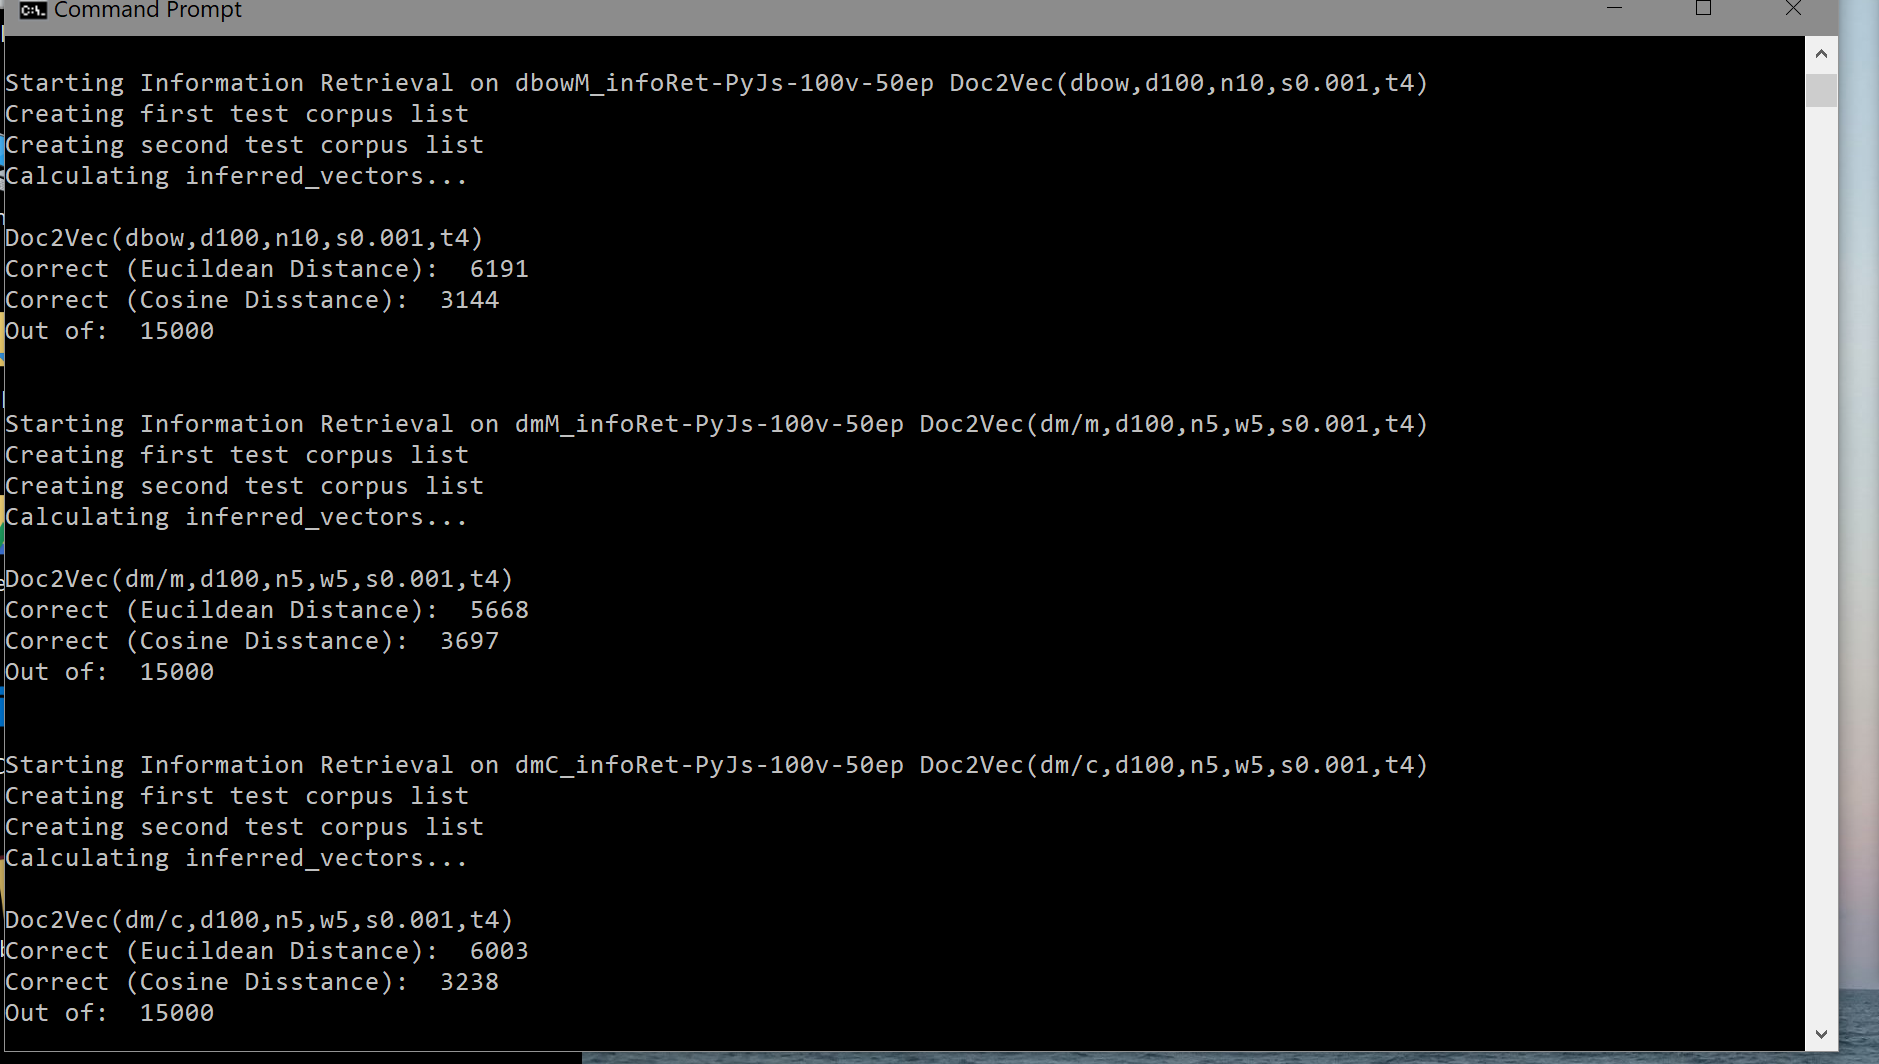 Command Prompt
Starting Information Retrieval on dbowM_infoRet-PyJs-100v-50ep Doc2Vec(dbow,d100,n10,s0.001,t4)
Creating first test corpus list
Creating second test corpus list
Calculating inferred_vectors...
Doc2Vec(dbow,d100,n10,s0.001,t4)
Correct (Eucildean Distance):  6191
Correct (Cosine Disstance):  3144
Out of:  15000
Starting Information Retrieval on dmM_infoRet-PyJs-100v-50ep Doc2Vec(dm/m,d100,n5,w5,s0.001,t4)
Creating first test corpus list
Creating second test corpus list
Calculating inferred_vectors...
Doc2Vec(dm/m,d100,n5,w5,s0.001,t4)
Correct (Eucildean Distance):  5668
Correct (Cosine Disstance):  3697
Out of:  15000
Starting Information Retrieval on dmC_infoRet-PyJs-100v-50ep Doc2Vec(dm/c,d100,n5,w5,s0.001,t4)
Creating first test corpus list
Creating second test corpus list
Calculating inferred_vectors...
Doc2Vec(dm/c,d100,n5,w5,s0.001,t4)
Correct (Eucildean Distance):  6003
Correct (Cosine Disstance):  3238
Out of:  15000